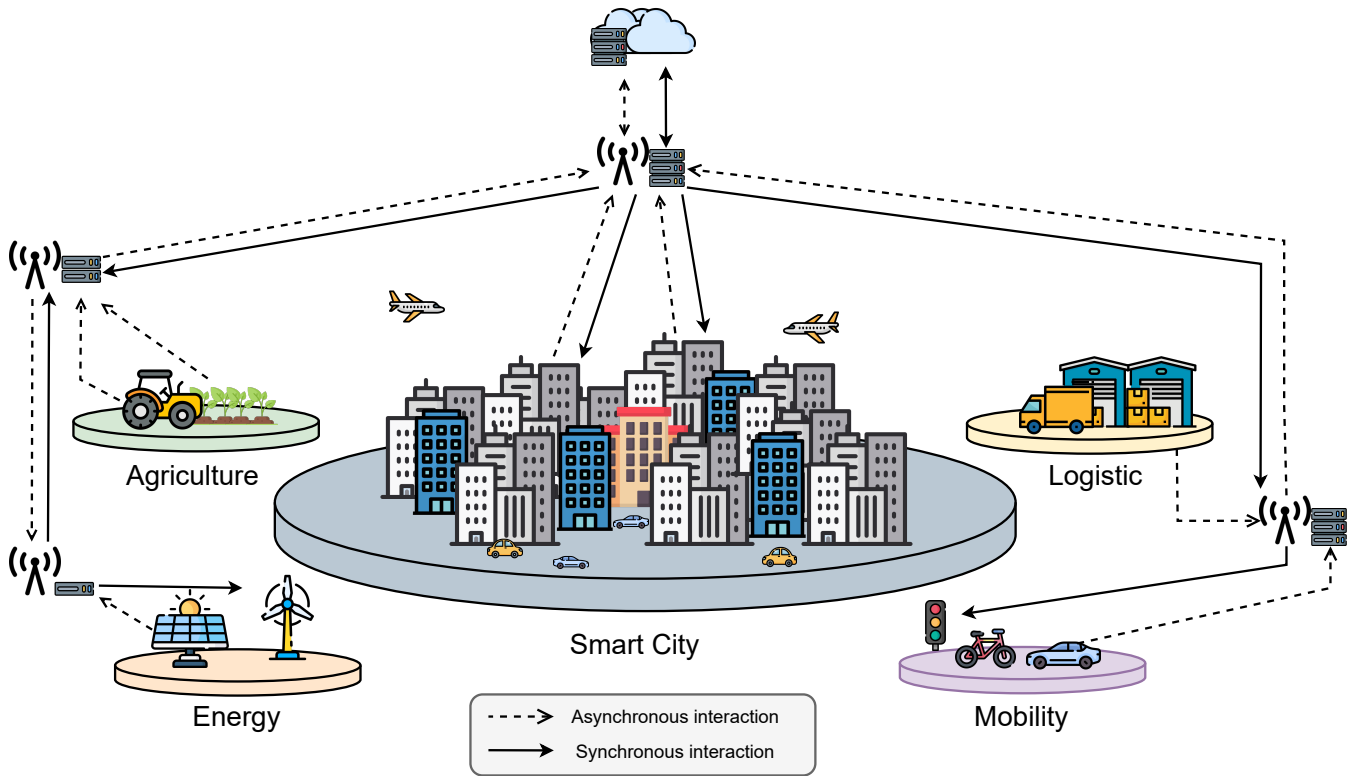 Agriculture
Logistic
Smart City
Energy
Mobility
Asynchronous interaction
Synchronous interaction